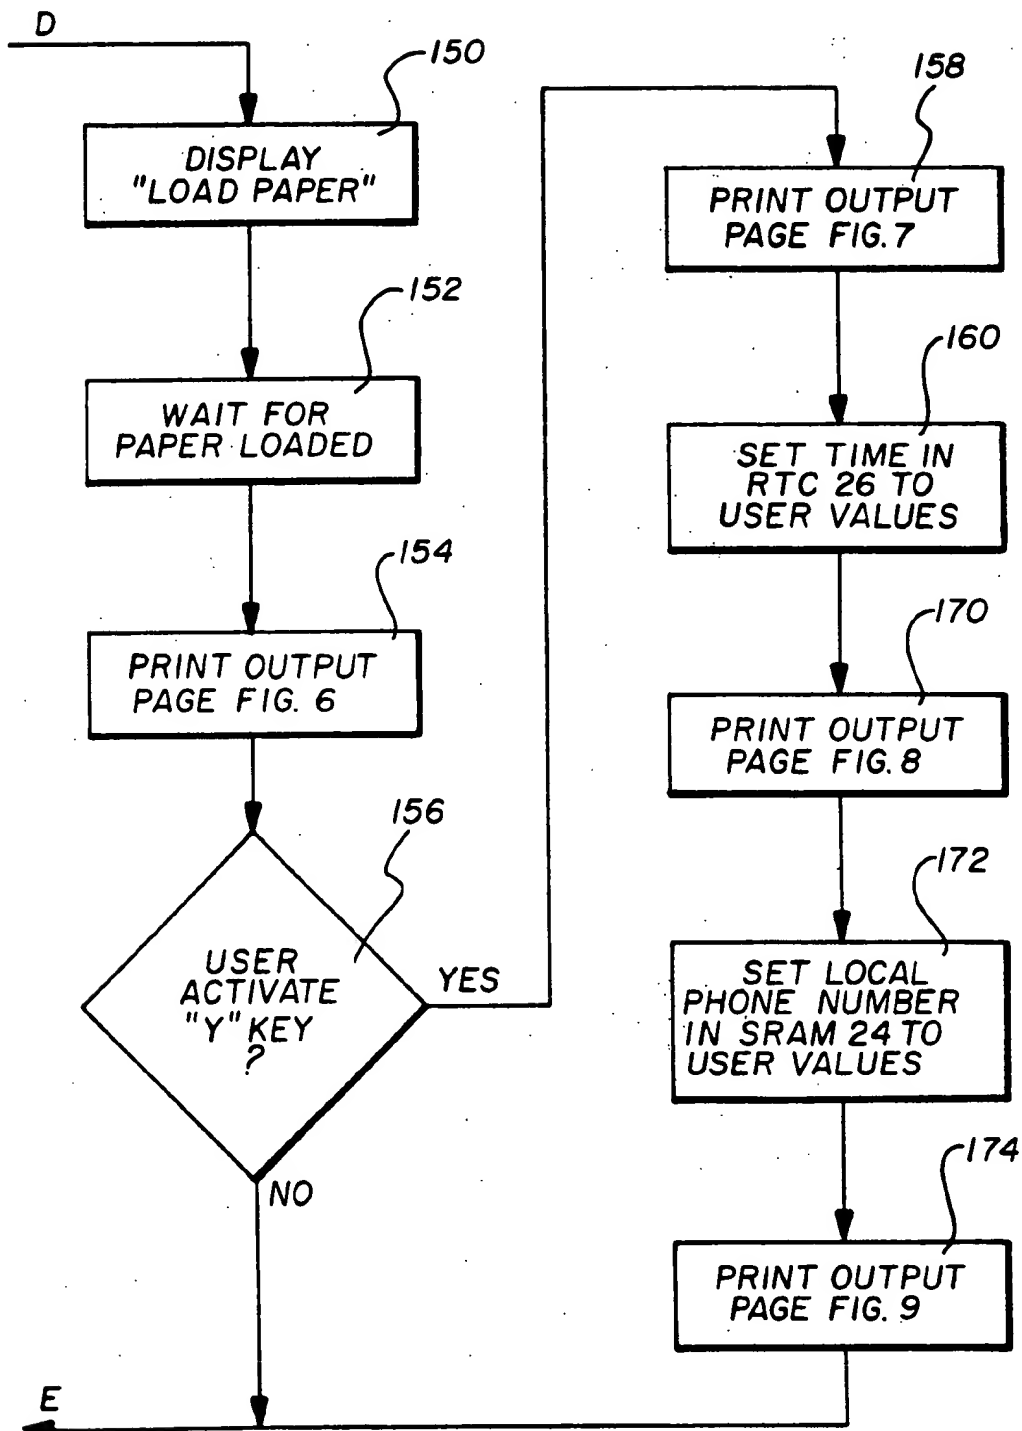 D
150
DISPLAY
"LOAD PAPER"
152
WAIT FOR
PAPER LOADED
154
PRINT OUTPUT
PAGE FIG. 6
156
USER
ACTIVATE
"Y" KEY
?
YES
NO
158
PRINT OUTPUT
PAGE FIG. 7
160
SET TIME IN
RTC 26 TO
USER VALUES
170
PRINT OUTPUT
PAGE FIG. 8
172
SET LOCAL
PHONE NUMBER
IN SRAM 24 TO
USER VALUES
174
PRINT OUTPUT
PAGE FIG. 9
E